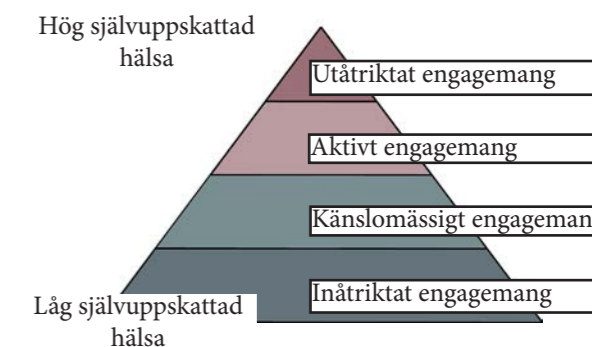 Hög självuppskattad
hälsa
Utåtriktat engagemang
Aktivt engagemang
Känslomässigt engageman
Inåtriktat engagemang
Låg självuppskattad
hälsa